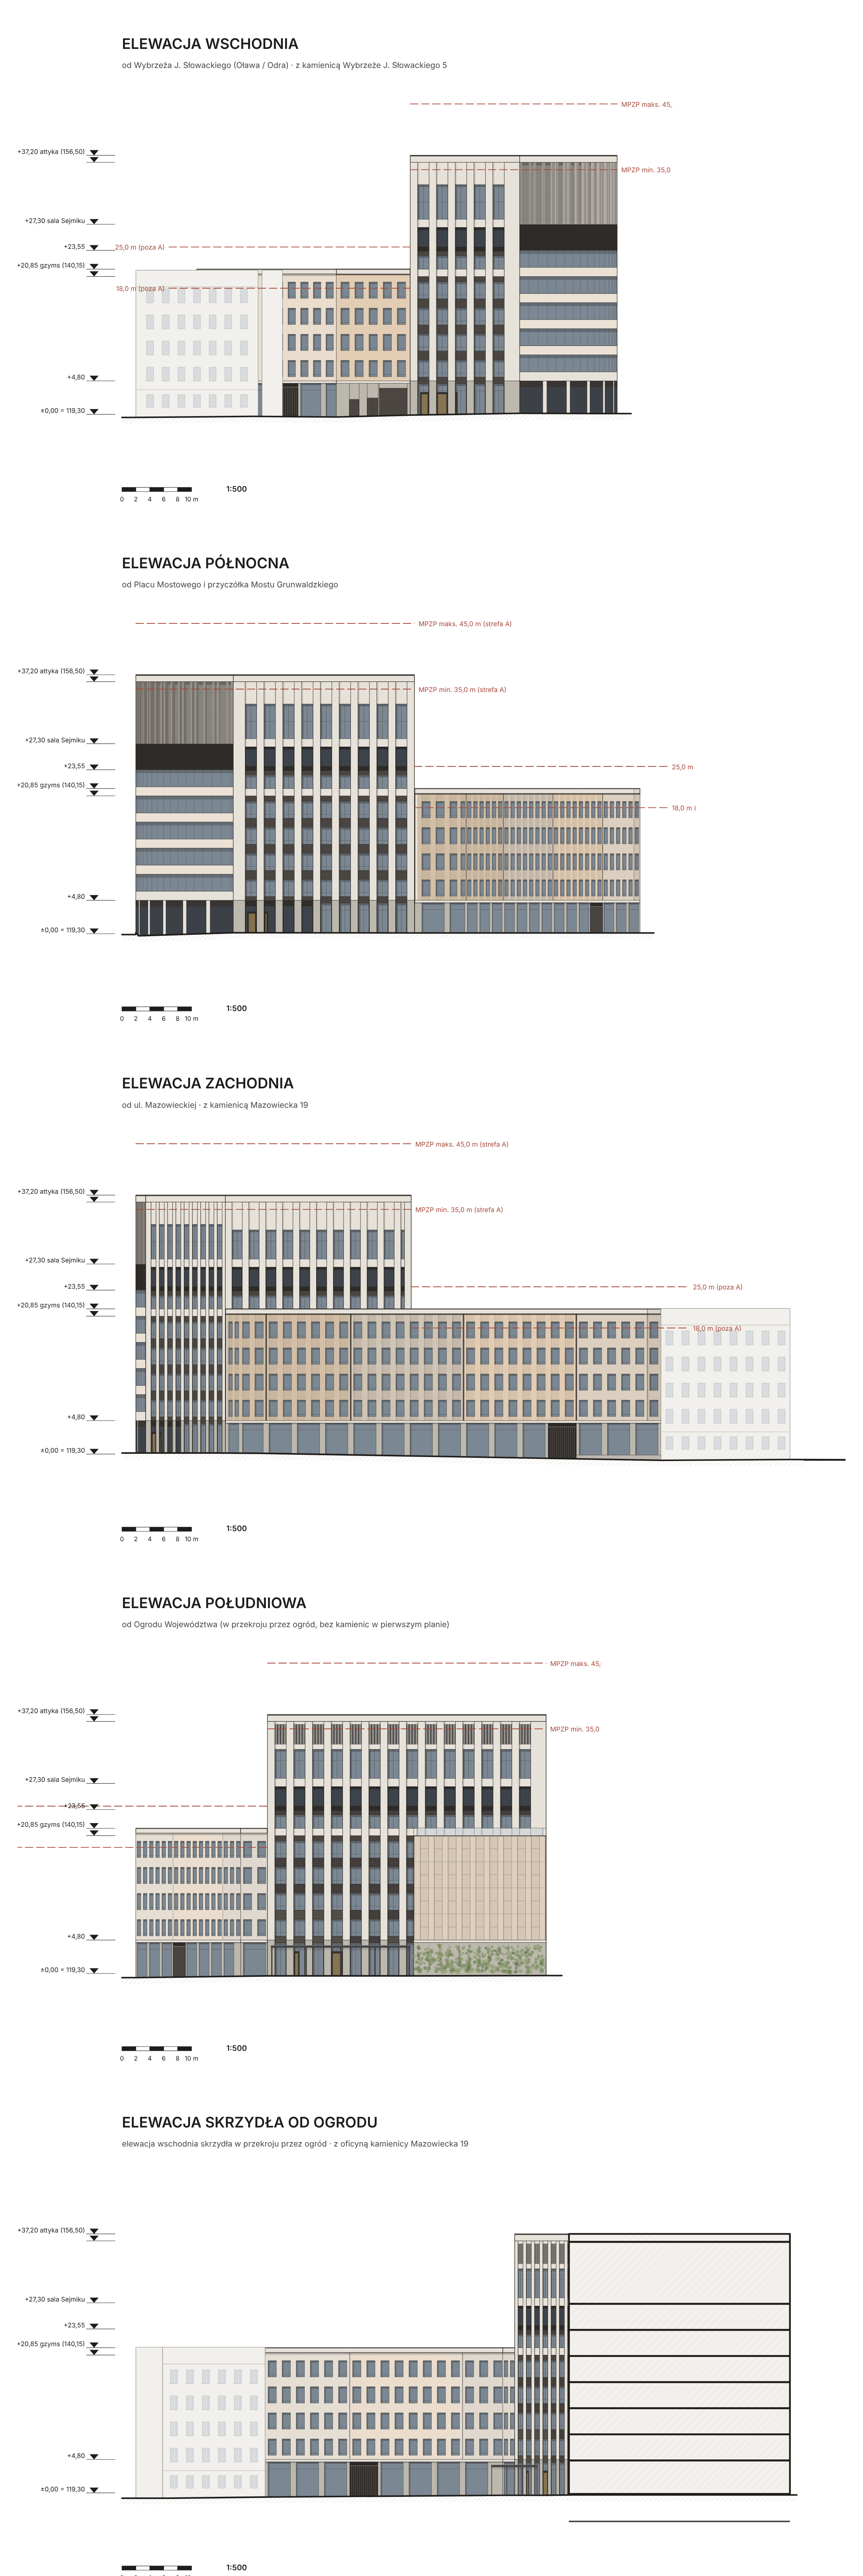 ELEWACJA WSCHODNIA
od Wybrzeża J. Słowackiego (Oława / Odra) · z kamienicą Wybrzeże J. Słowackiego 5
MPZP maks. 45,
+37,20 attyka (156,50)
MPZP min. 35,0
+27,30 sala Sejmiku
+23,55
25,0 m (poza A)
+20,85 gzyms (140,15)
18,0 m (poza A)
+4,80
±0,00 = 119,30
1:500
0 2 4 6 8 10 m
ELEWACJA PÓŁNOCNA
od Placu Mostowego i przyczółka Mostu Grunwaldzkiego
MPZP maks. 45,0 m (strefa A)
+37,20 attyka (156,50)
MPZP min. 35,0 m (strefa A)
+27,30 sala Sejmiku
+23,55
25,0 m
+20,85 gzyms (140,15)
18,0 m (
+4,80
±0,00 = 119,30
1:500
0 2 4 6 8 10 m
ELEWACJA ZACHODNIA
od ul. Mazowieckiej · z kamienicą Mazowiecka 19
MPZP maks. 45,0 m (strefa A)
+37,20 attyka (156,50)
MPZP min. 35,0 m (strefa A)
+27,30 sala Sejmiku
+23,55
25,0 m (poza A)
+20,85 gzyms (140,15)
18,0 m (poza A)
+4,80
±0,00 = 119,30
1:500
0 2 4 6 8 10 m
ELEWACJA POŁUDNIOWA
od Ogrodu Województwa (w przekroju przez ogród, bez kamienic w pierwszym planie)
MPZP maks. 45,
+37,20 attyka (156,50)
MPZP min. 35,0
+27,30 sala Sejmiku
+23,55
+20,85 gzyms (140,15)
+4,80
±0,00 = 119,30
1:500
0 2 4 6 8 10 m
ELEWACJA SKRZYDŁA OD OGRODU
elewacja wschodnia skrzydła w przekroju przez ogród · z oficyną kamienicy Mazowiecka 19
+37,20 attyka (156,50)
+27,30 sala Sejmiku
+23,55
+20,85 gzyms (140,15)
+4,80
±0,00 = 119,30
1:500